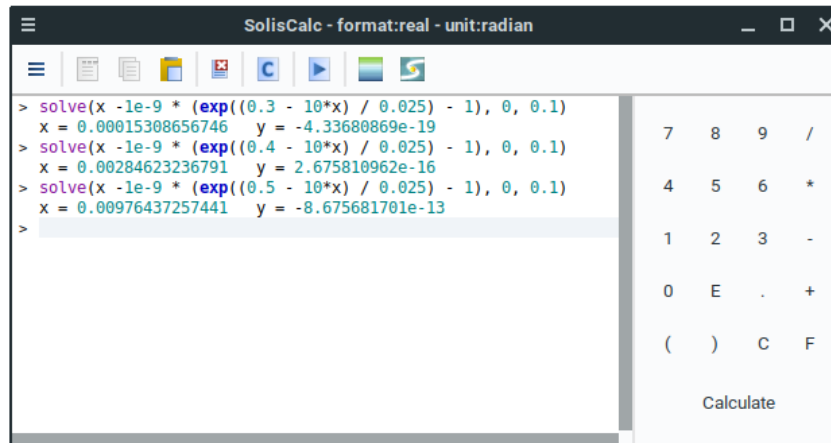 SolisCalc - format:real - unit:radian
> solve(x -1e-9 * (exp((0.3 - 10*x) / 0.025) - 1), 0, 0.1)
x = 0.00015308656746 y = -4.33680869e-19
> solve(x -1e-9 * (exp((0.4 - 10*x) / 0.025) - 1), 0, 0.1)
x = 0.00284623236791 y = 2.675810962e-16
> solve(x -1e-9 * (exp((0.5 - 10*x) / 0.025) - 1), 0, 0.1)
x = 0.00976437257441 y = -8.675681701e-13
>
C
7 8 9 /
4 5 6 *
1 2 3 -
0 E . +
( ) C F
Calculate